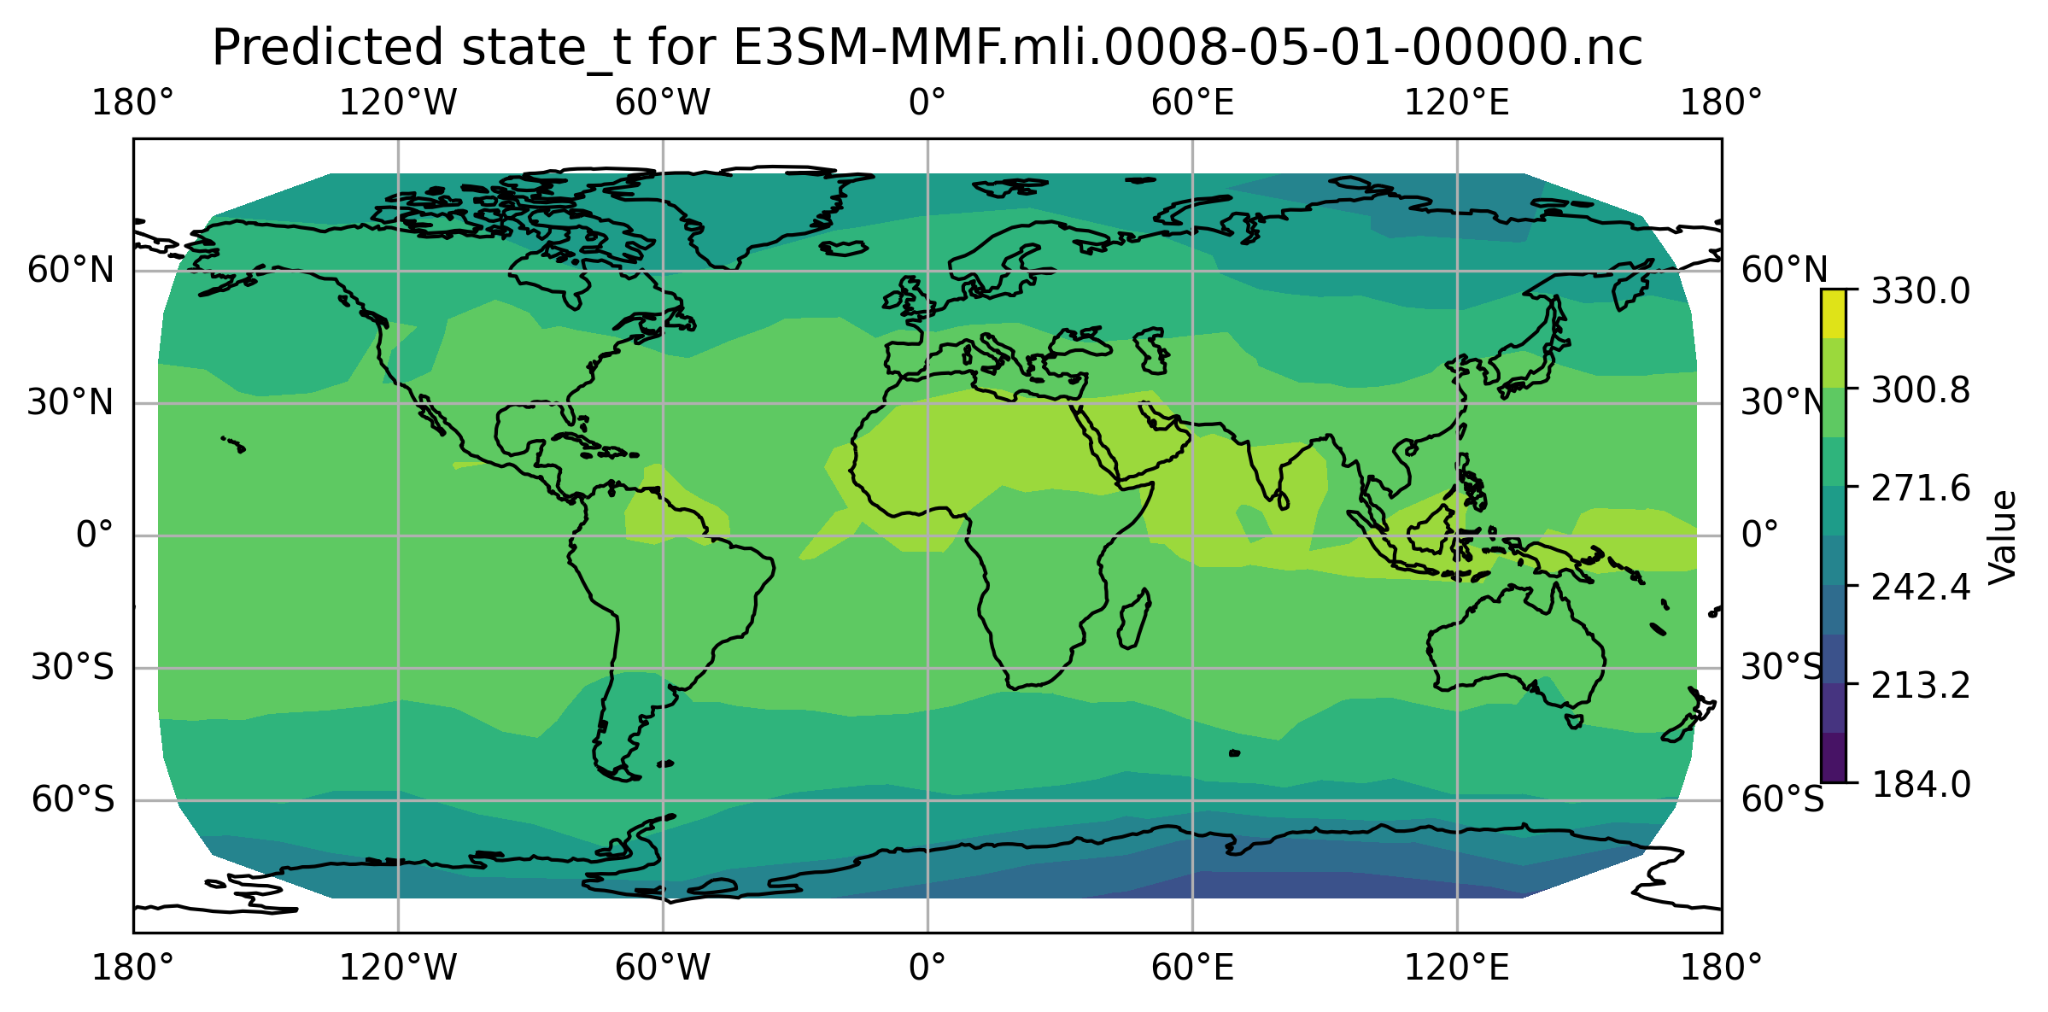 Predicted state_t for E3SM-MMF.mli.0008-05-01-00000.nc
180° 120°W 60°W 0° 60°E 120°E 180°
60°N 60°N
330.0
30°N 30°N 300.8
271.6
0° 0°
242.4
Value
30°S 30°S 213.2
60°S 60°S 184.0
180° 120°W 60°W 0° 60°E 120°E 180°